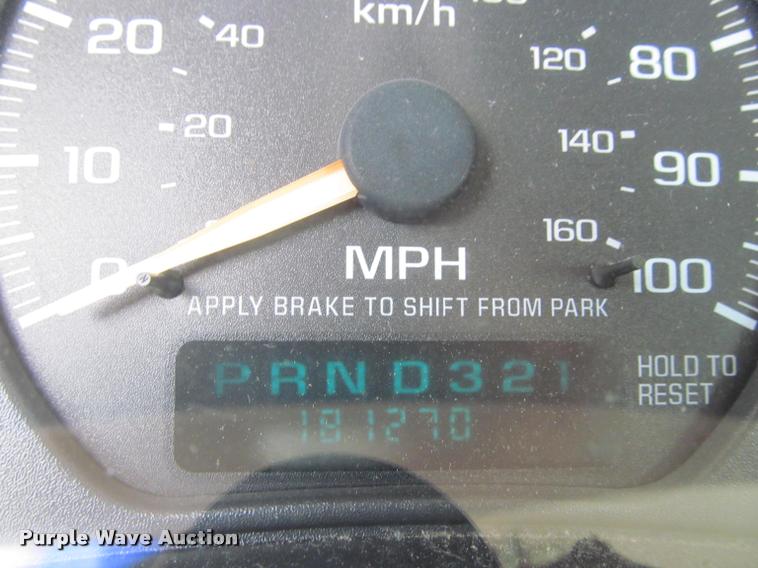 km/h
20 40 120 80
20
10 140 90
160
0 MPH 100
APPLY BRAKE TO SHIFT FROM PARK
PRND321
HOLD TO
RESET
181270
Purple Wave Auction